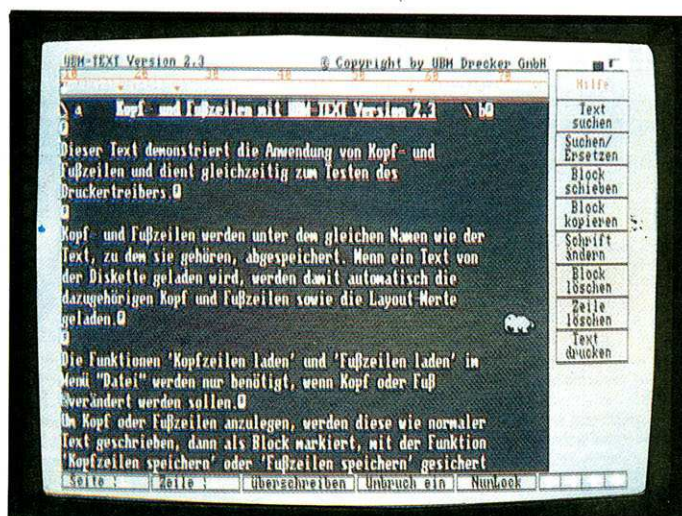 UBM-TEXT Version 2.3 © Copyright by UBM Drecker GmbH
10 20 30 40 50 60 70
\ a Kopf- und Fußzeilen mit UBM-TEXT Version 2.3 \ b
Dieser Text demonstriert die Anwendung von Kopf- und
Fußzeilen und dient gleichzeitig zum Testen des
Druckertreibers.
Kopf- und Fußzeilen werden unter dem gleichen Namen wie der
Text, zu dem sie gehören, abgespeichert. Wenn ein Text von
der Diskette geladen wird, werden damit automatisch die
dazugehörigen Kopf und Fußzeilen sowie die Layout-Werte
geladen.
Die Funktionen 'Kopfzeilen laden' und 'Fußzeilen laden' im
Menü "Datei" werden nur benötigt, wenn Kopf oder Fuß
verändert werden sollen.
Um Kopf oder Fußzeilen anzulegen, werden diese wie normaler
Text geschrieben, dann als Block markiert, mit der Funktion
'Kopfzeilen speichern' oder 'Fußzeilen speichern' gesichert
Seite : Zeile : überschreiben Umbruch ein NumLock
Hilfe
Text
suchen
Suchen/
Ersetzen
Block
schieben
Block
kopieren
Schrift
ändern
Block
löschen
Zeile
löschen
Text
drucken